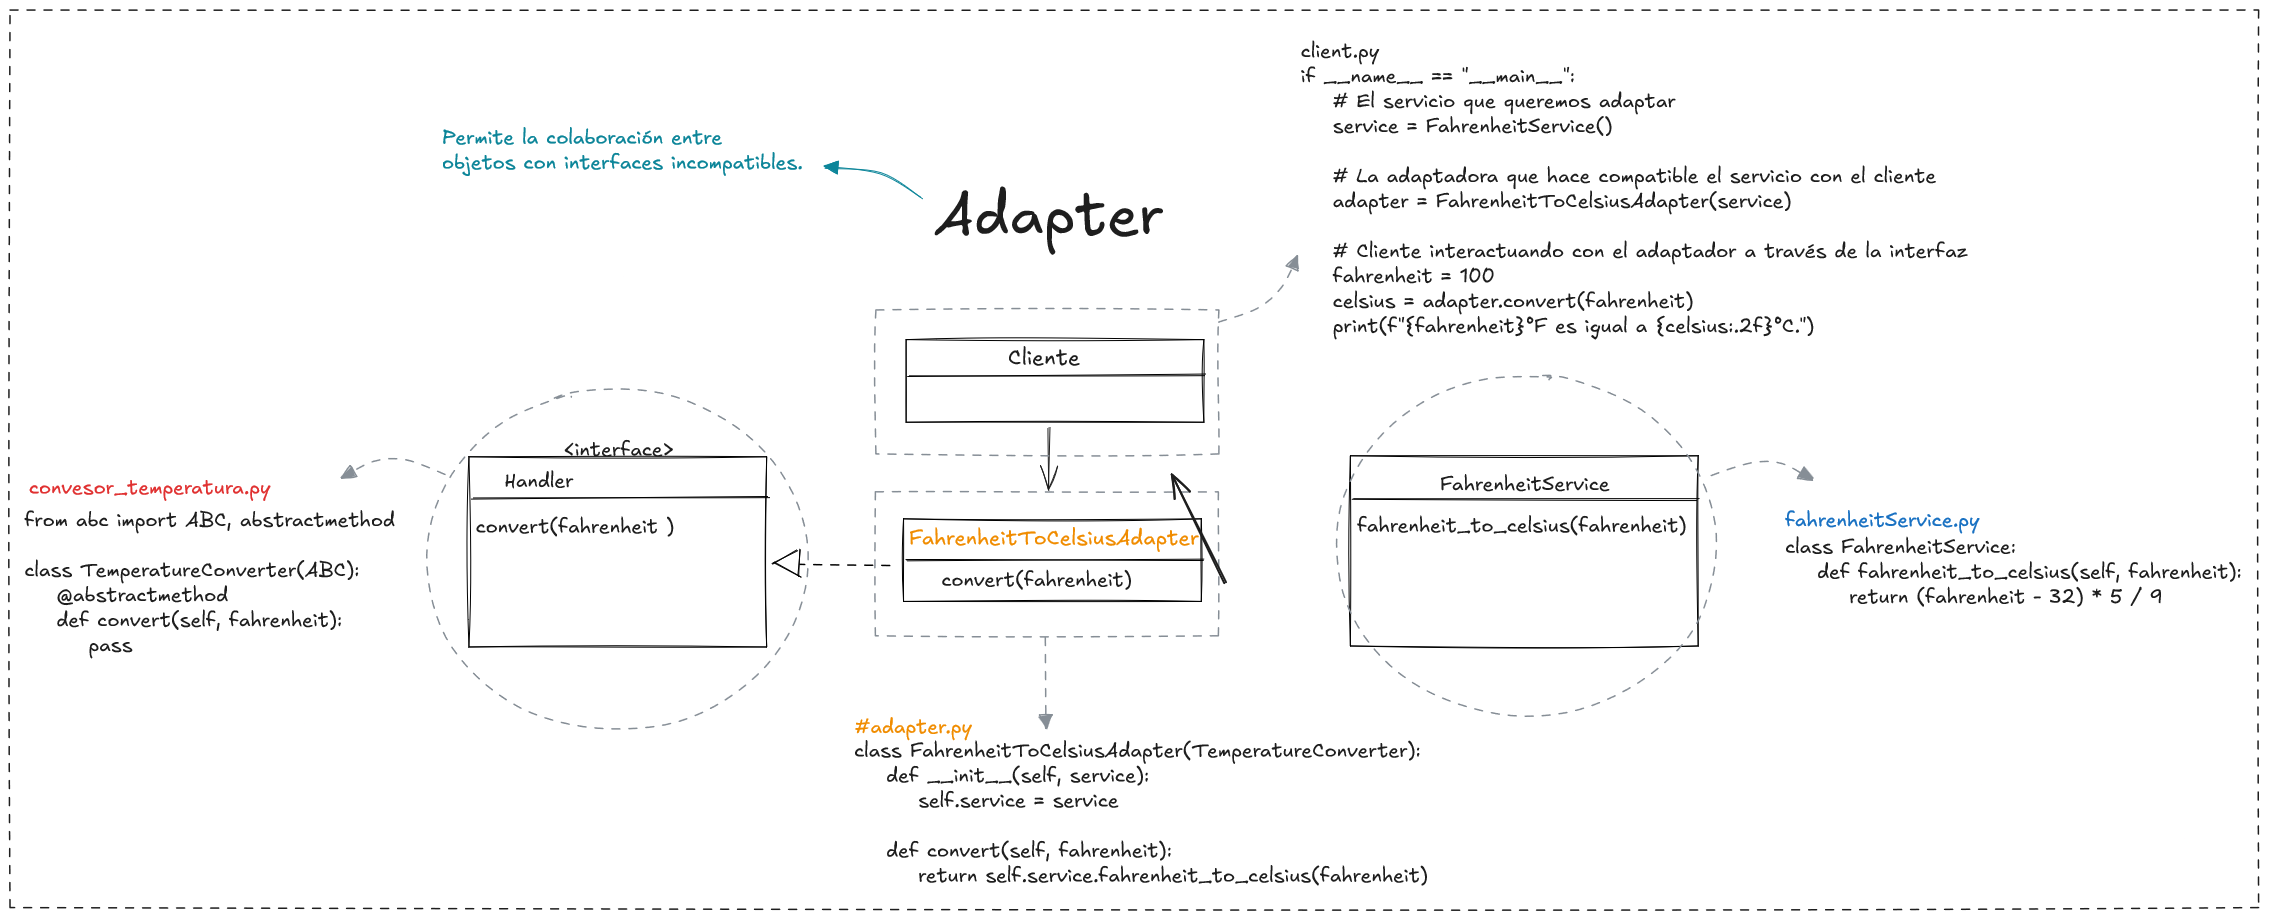 Permite la colaboración entre
objetos con interfaces incompatibles.
Adapter
client.py
if __name__ == "__main__":
    # El servicio que queremos adaptar
    service = FahrenheitService()
    # La adaptadora que hace compatible el servicio con el cliente
    adapter = FahrenheitToCelsiusAdapter(service)
    # Cliente interactuando con el adaptador a través de la interfaz
    fahrenheit = 100
    celsius = adapter.convert(fahrenheit)
    print(f"{fahrenheit}°F es igual a {celsius:.2f}°C.")
Cliente
convesor_temperatura.py
from abc import ABC, abstractmethod
class TemperatureConverter(ABC):
    @abstractmethod
    def convert(self, fahrenheit):
        pass
<interface>
Handler
convert(fahrenheit )
FahrenheitToCelsiusAdapter
convert(fahrenheit)
FahrenheitService
fahrenheit_to_celsius(fahrenheit)
fahrenheitService.py
class FahrenheitService:
    def fahrenheit_to_celsius(self, fahrenheit):
        return (fahrenheit - 32) * 5 / 9
#adapter.py
class FahrenheitToCelsiusAdapter(TemperatureConverter):
    def __init__(self, service):
        self.service = service
    def convert(self, fahrenheit):
        return self.service.fahrenheit_to_celsius(fahrenheit)